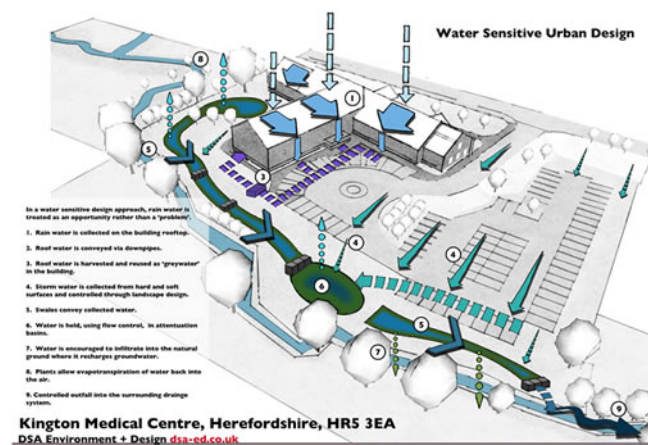 Water Sensitive Urban Design
8
1
5
3
4
4
6
5
7
9
In a water sensitive design approach, rain water is
treated as an opportunity rather than a 'problem'.
1. Rain water is collected on the building rooftop.
2. Roof water is conveyed via downpipes.
3. Roof water is harvested and reused as 'greywater'
in the building.
4. Storm water is collected from hard and soft
surfaces and controlled through landscape design.
5. Swales convey collected water.
6. Water is held, using flow control, in attentuation
basins.
7. Water is encouraged to infiltrate into the natural
ground where it recharges groundwater.
8. Plants allow evapotranspiration of water back into
the air.
9. Controlled outfall into the surrounding drainge
system.
Kington Medical Centre, Herefordshire, HR5 3EA
DSA Environment + Design dsa-ed.co.uk